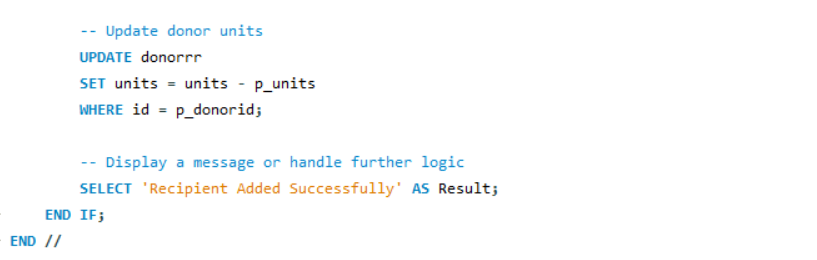 -- Update donor units
UPDATE donorrr
SET units = units - p_units
WHERE id = p_donorid;
-- Display a message or handle further logic
SELECT 'Recipient Added Successfully' AS Result;
END IF;
END //